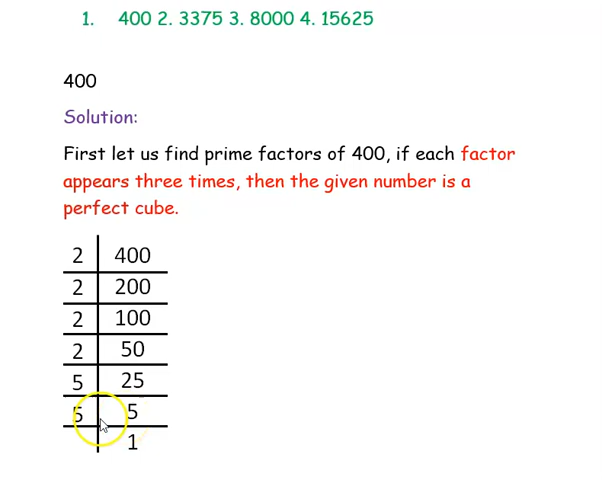 1. 400 2. 3375 3. 8000 4. 15625
400
Solution:
First let us find prime factors of 400, if each factor
appears three times, then the given number is a
perfect cube.
2 400
2 200
2 100
2 50
5 25
5 5
1